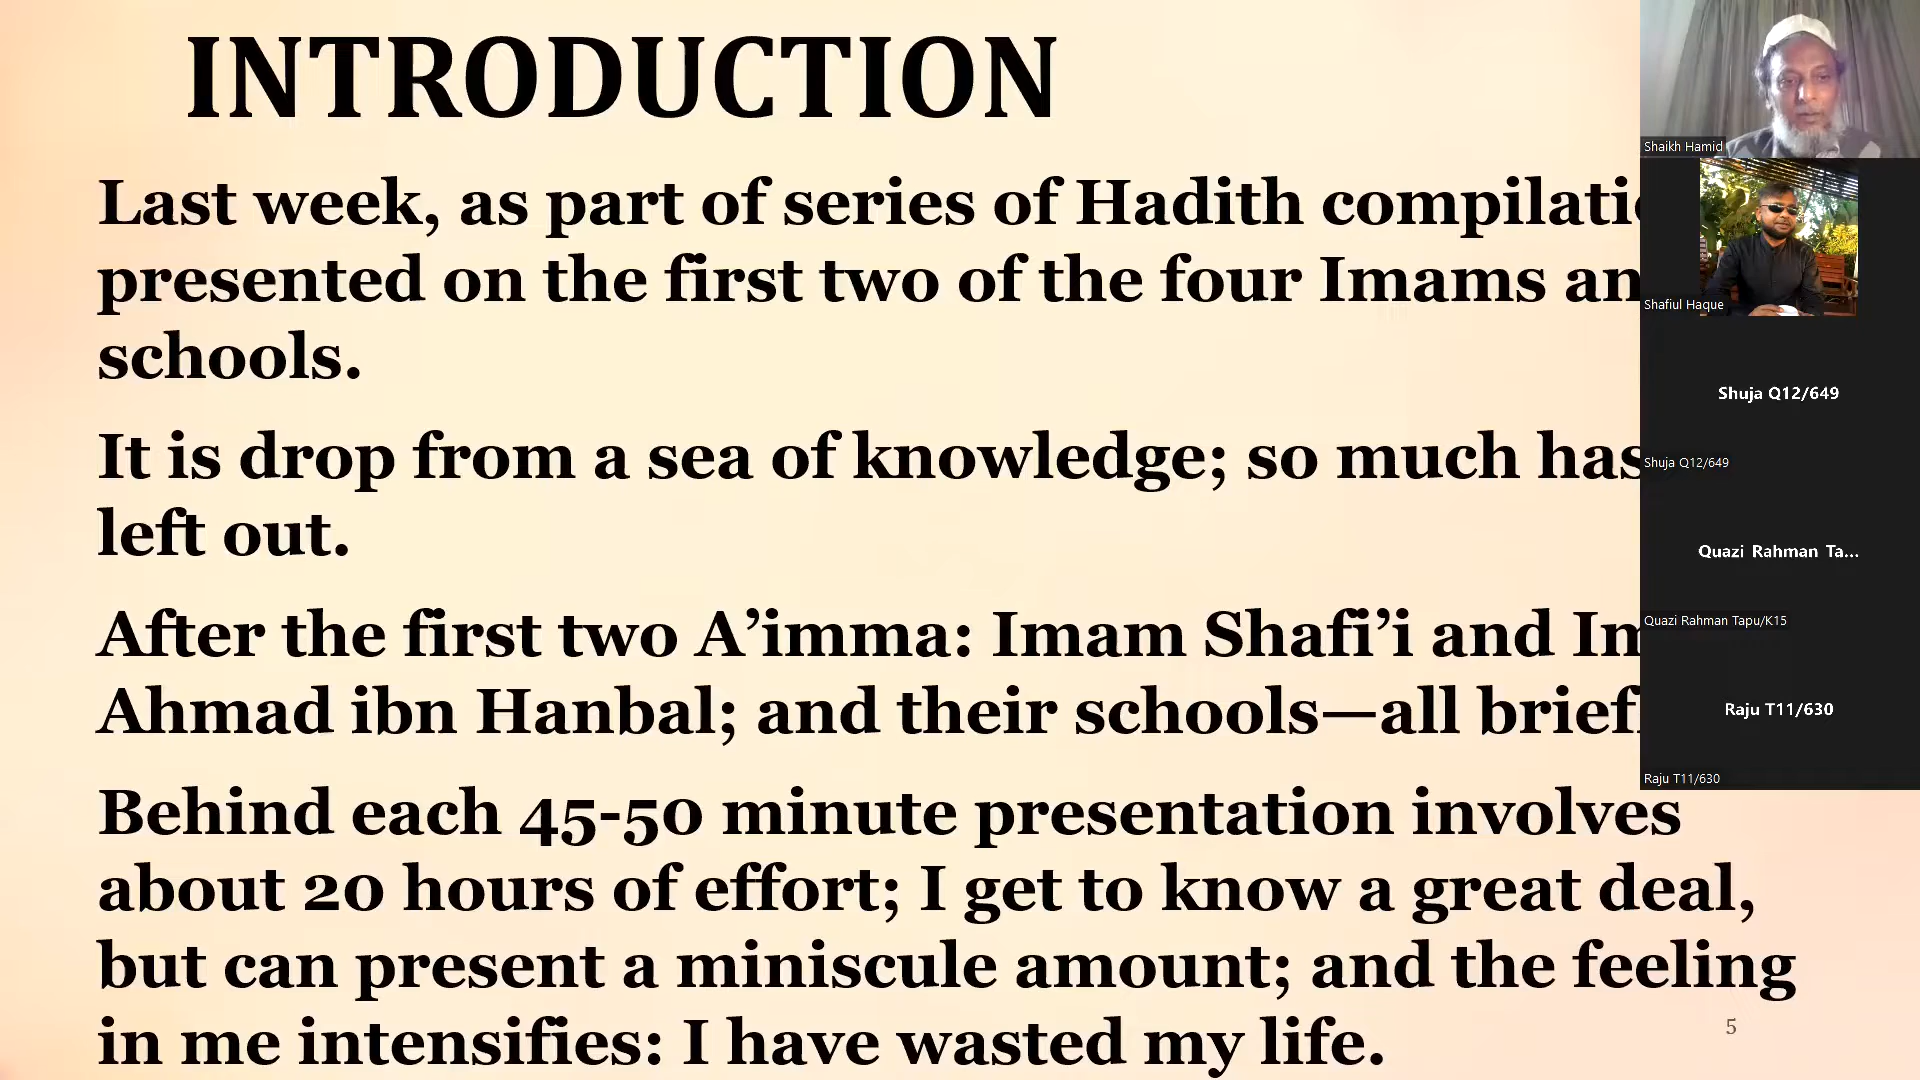 INTRODUCTION
Last week, as part of series of Hadith
presented on the first two of the four Imams
schools.
It is drop from a sea of knowledge; so much has
left out.
After the first two A’imma: Imam Shafi’i and
Ahmad ibn Hanbal; and their schools—all
Behind each 45-50 minute presentation involves
about 20 hours of effort; I get to know a great deal,
but can present a miniscule amount; and the feeling
in me intensifies: I have wasted my life.
5
Shaikh Hamid
Shafiul Haque
Shuja Q12/649
Shuja Q12/649
Quazi Rahman Ta...
Quazi Rahman Tapu/K15
Raju T11/630
Raju T11/630